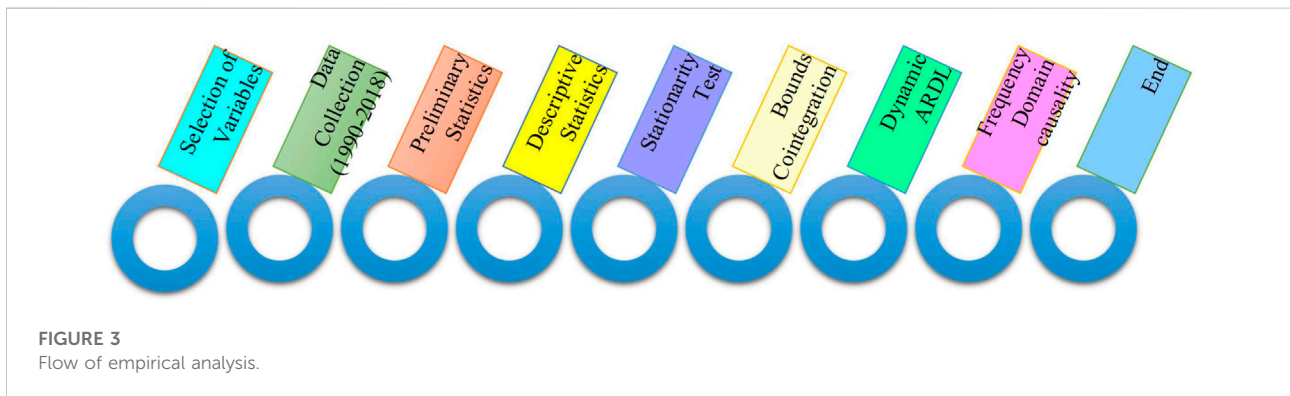 Selection of
Variables
Data
Collection
(1990-2018)
Preliminary
Statistics
Descriptive
Statistics
Stationarity
Test
Bounds
Cointegration
Dynamic
ARDL
Frequency
Domain
causality
End
FIGURE 3
Flow of empirical analysis.